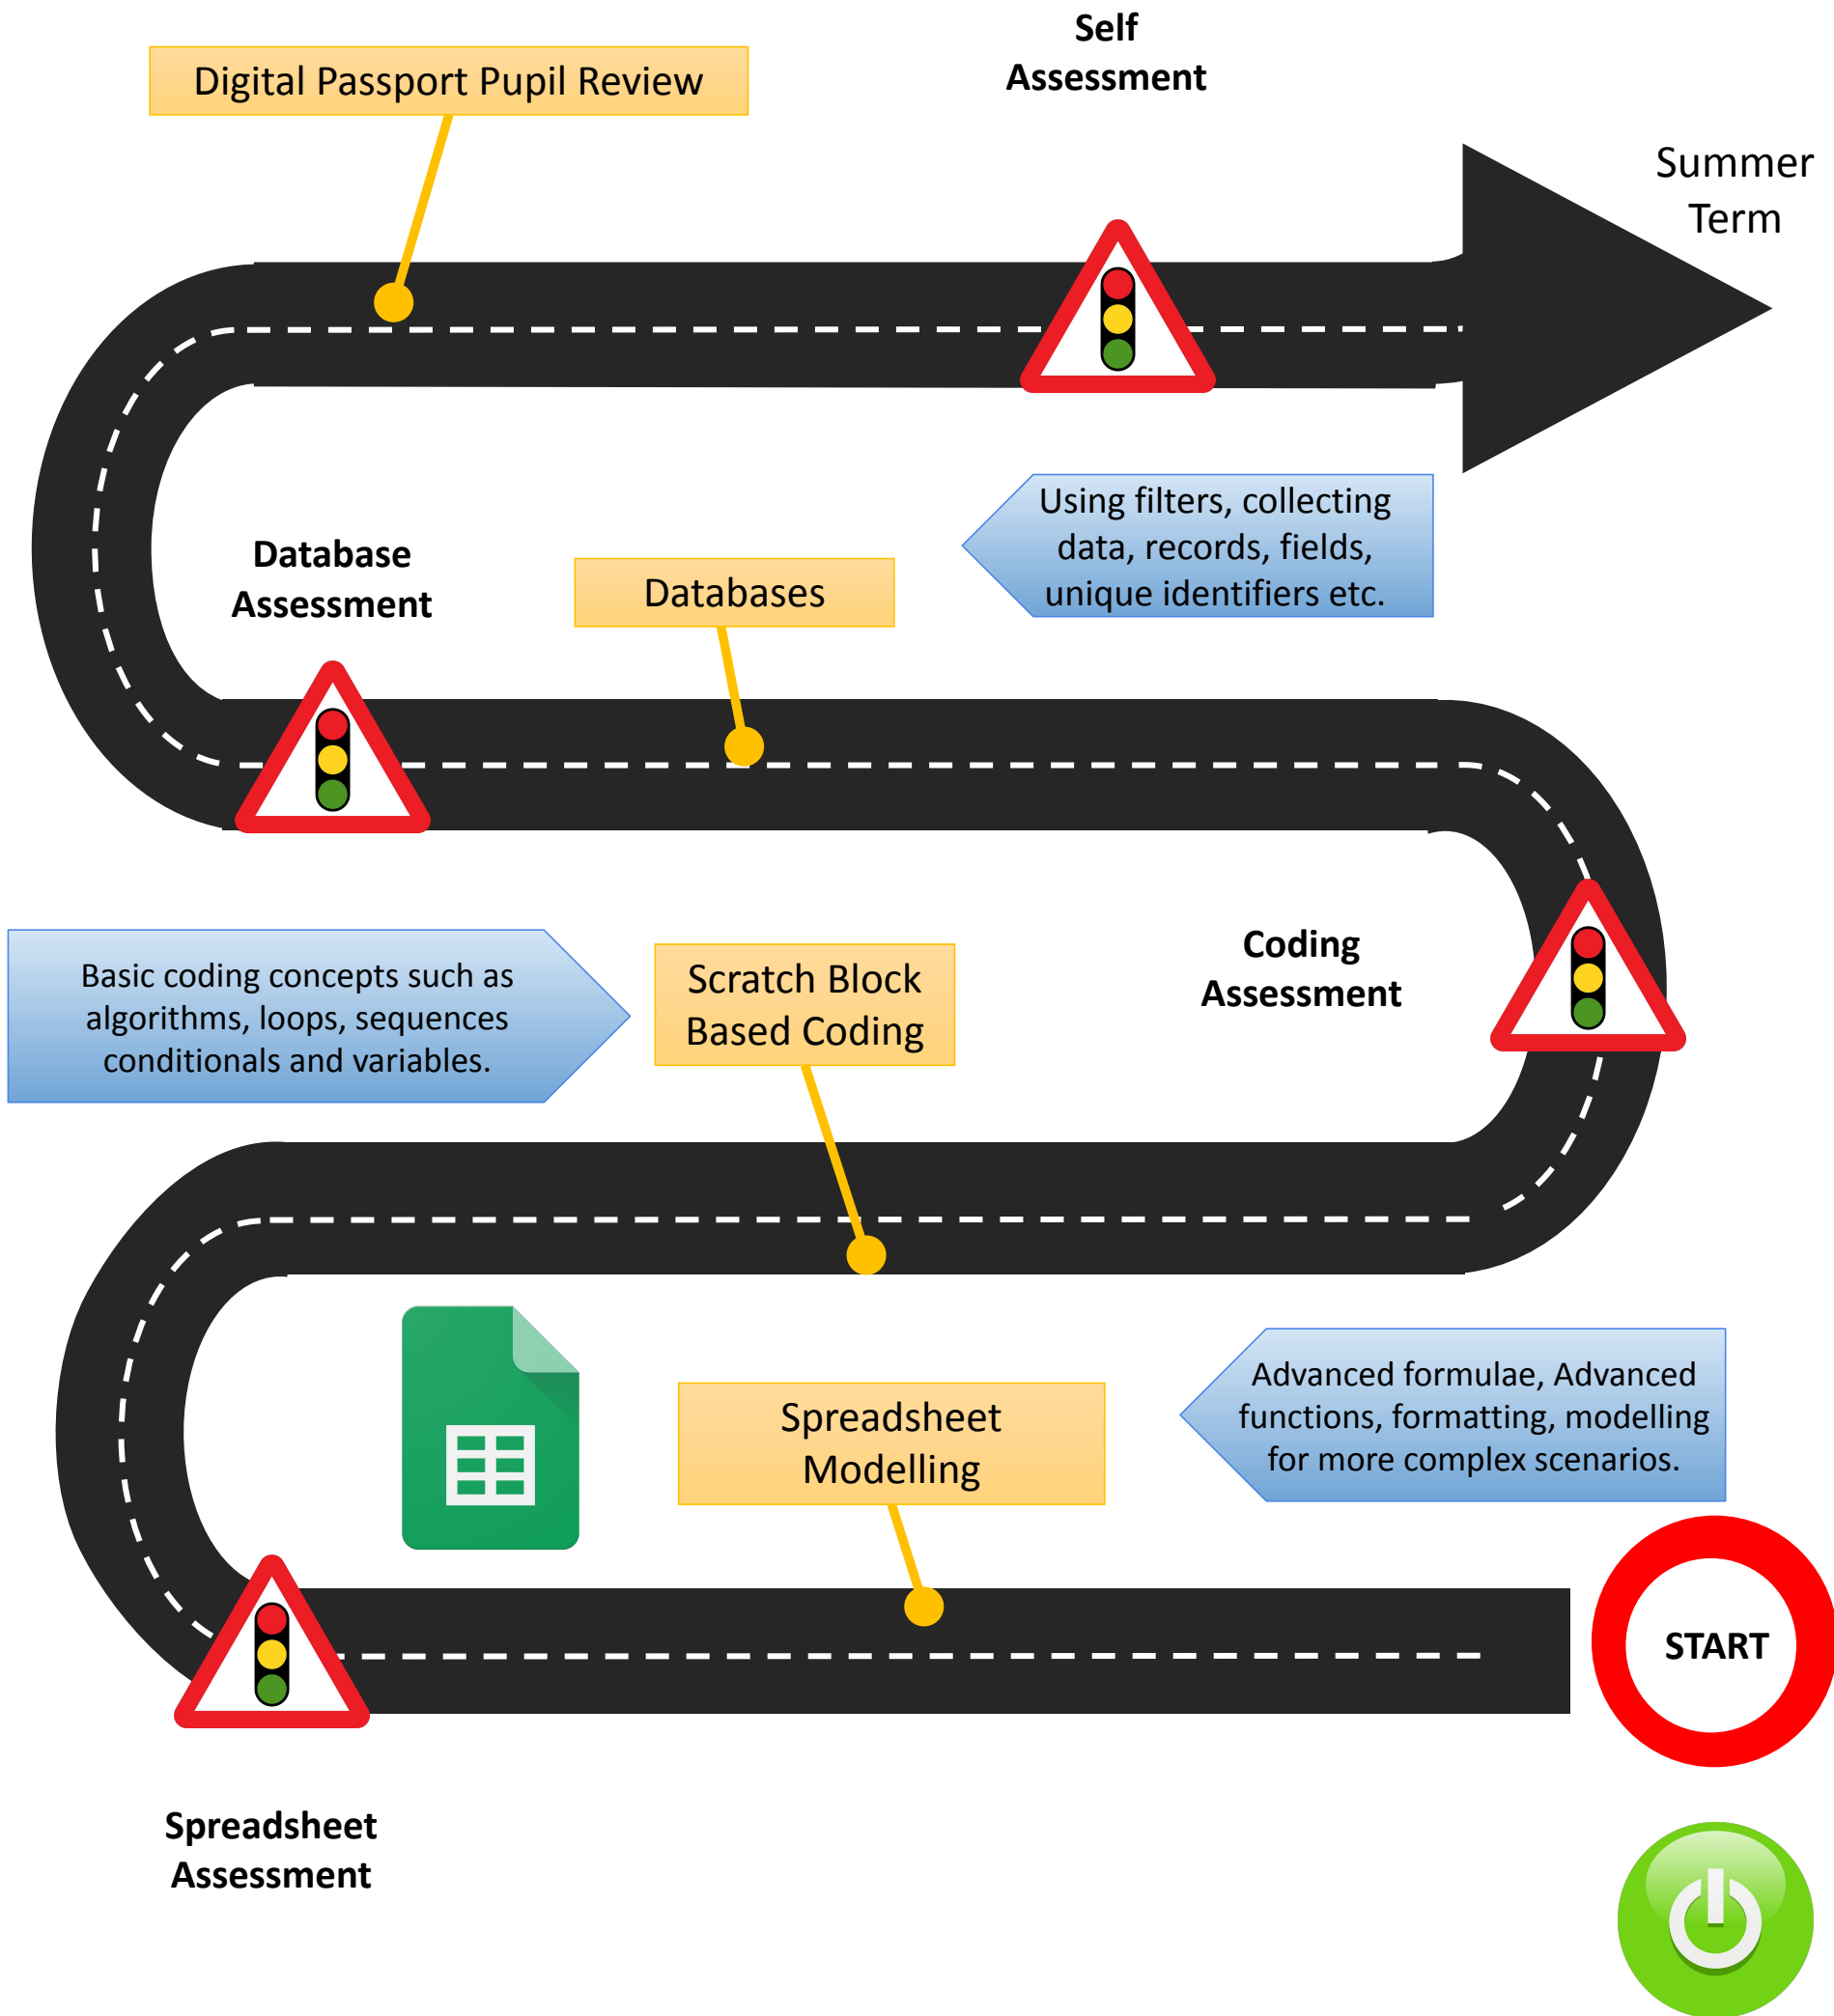 Self
Assessment
Digital Passport Pupil Review
Summer
Term
Using filters, collecting
data, records, fields,
unique identifiers etc.
Database
Assessment
Databases
Basic coding concepts such as
algorithms, loops, sequences
conditionals and variables.
Scratch Block
Based Coding
Coding
Assessment
Advanced formulae, Advanced
functions, formatting, modelling
for more complex scenarios.
Spreadsheet
Modelling
START
Spreadsheet
Assessment